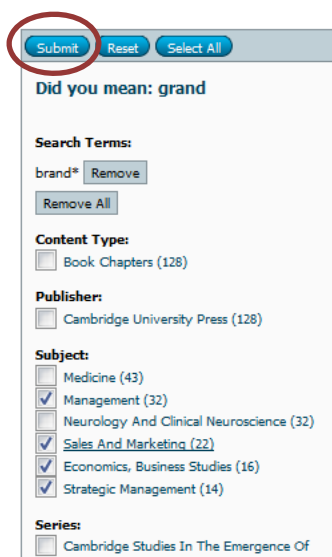 Submit Reset Select All
Did you mean: grand
Search Terms:
brand* Remove
Remove All
Content Type:
Book Chapters (128)
Publisher:
Cambridge University Press (128)
Subject:
Medicine (43)
Management (32)
Neurology And Clinical Neuroscience (32)
Sales And Marketing (22)
Economics, Business Studies (16)
Strategic Management (14)
Series:
Cambridge Studies In The Emergence Of